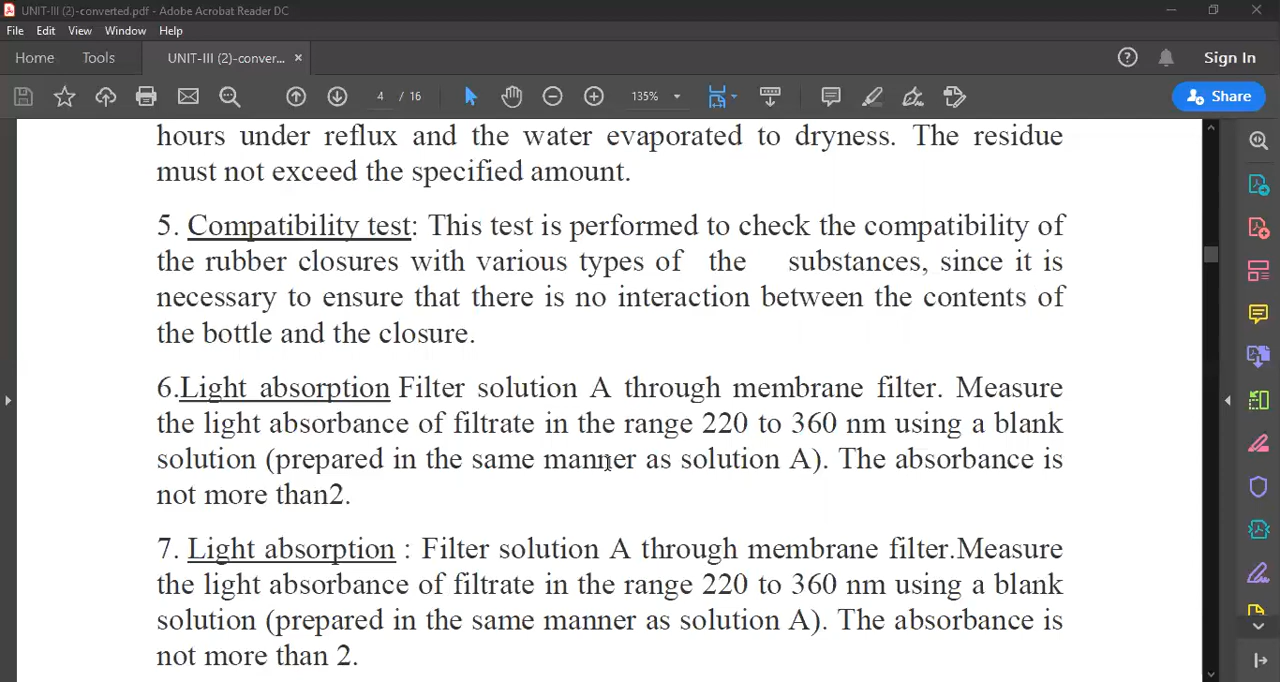 UNIT-III (2)-converted.pdf - Adobe Acrobat Reader DC
File Edit View Window Help
Home Tools UNIT-III (2)-conver... × Sign In
4 / 16 135% Share
hours under reflux and the water evaporated to dryness. The residue
must not exceed the specified amount.
5. Compatibility test: This test is performed to check the compatibility of
the rubber closures with various types of the substances, since it is
necessary to ensure that there is no interaction between the contents of
the bottle and the closure.
6.Light absorption Filter solution A through membrane filter. Measure
the light absorbance of filtrate in the range 220 to 360 nm using a blank
solution (prepared in the same manner as solution A). The absorbance is
not more than2.
7. Light absorption : Filter solution A through membrane filter.Measure
the light absorbance of filtrate in the range 220 to 360 nm using a blank
solution (prepared in the same manner as solution A). The absorbance is
not more than 2.